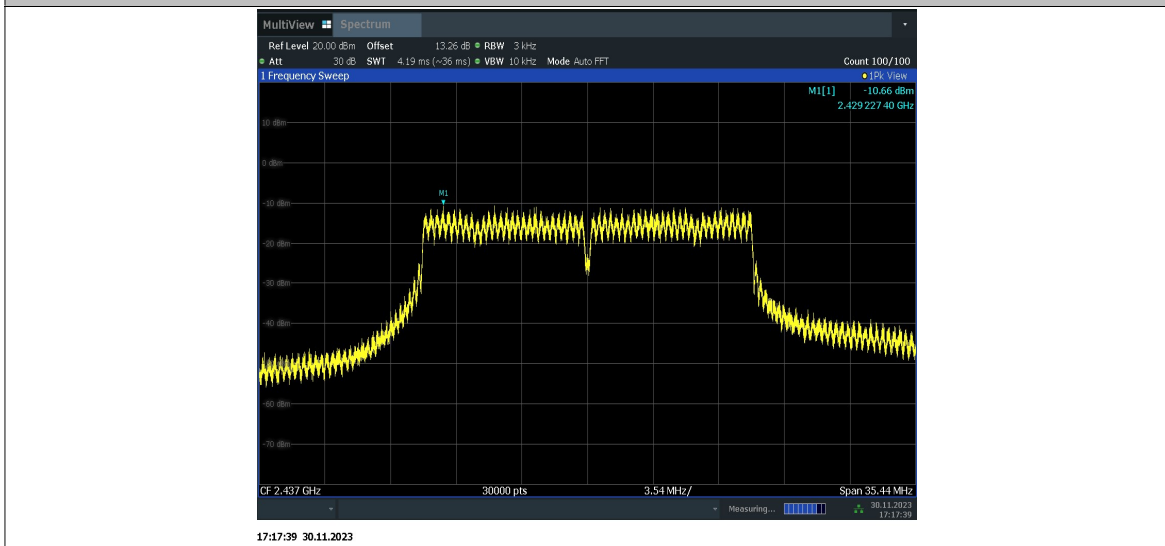 MultiView Spectrum
Ref Level 20.00 dBm Offset 13.26 dB RBW 3 kHz
Att 30 dB SWT 4.19 ms (~36 ms) VBW 10 kHz Mode Auto FFT Count 100/100
1 Frequency Sweep 1Pk View
M1[1] -10.66 dBm
2.429 227 40 GHz
10 dBm
0 dBm
M1
-10 dBm
-20 dBm
-30 dBm
-40 dBm
-60 dBm
-70 dBm
CF 2.437 GHz 30000 pts 3.54 MHz/ Span 35.44 MHz
Measuring... 30.11.2023
17:17:39
17:17:39 30.11.2023